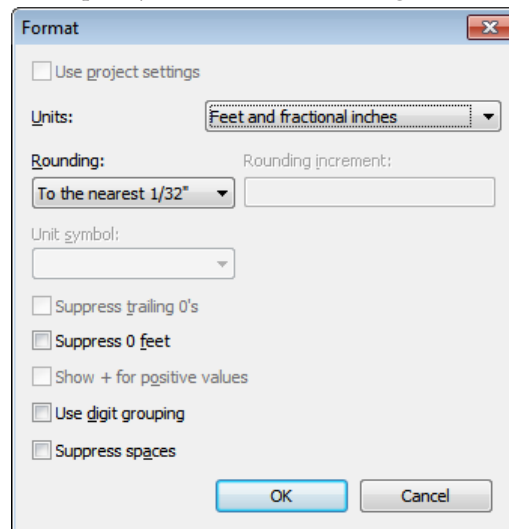 Format
Use project settings
Units: Feet and fractional inches
Rounding: Rounding increment:
To the nearest 1/32"
Unit symbol:
Suppress trailing 0's
Suppress 0 feet
Show + for positive values
Use digit grouping
Suppress spaces
OK Cancel